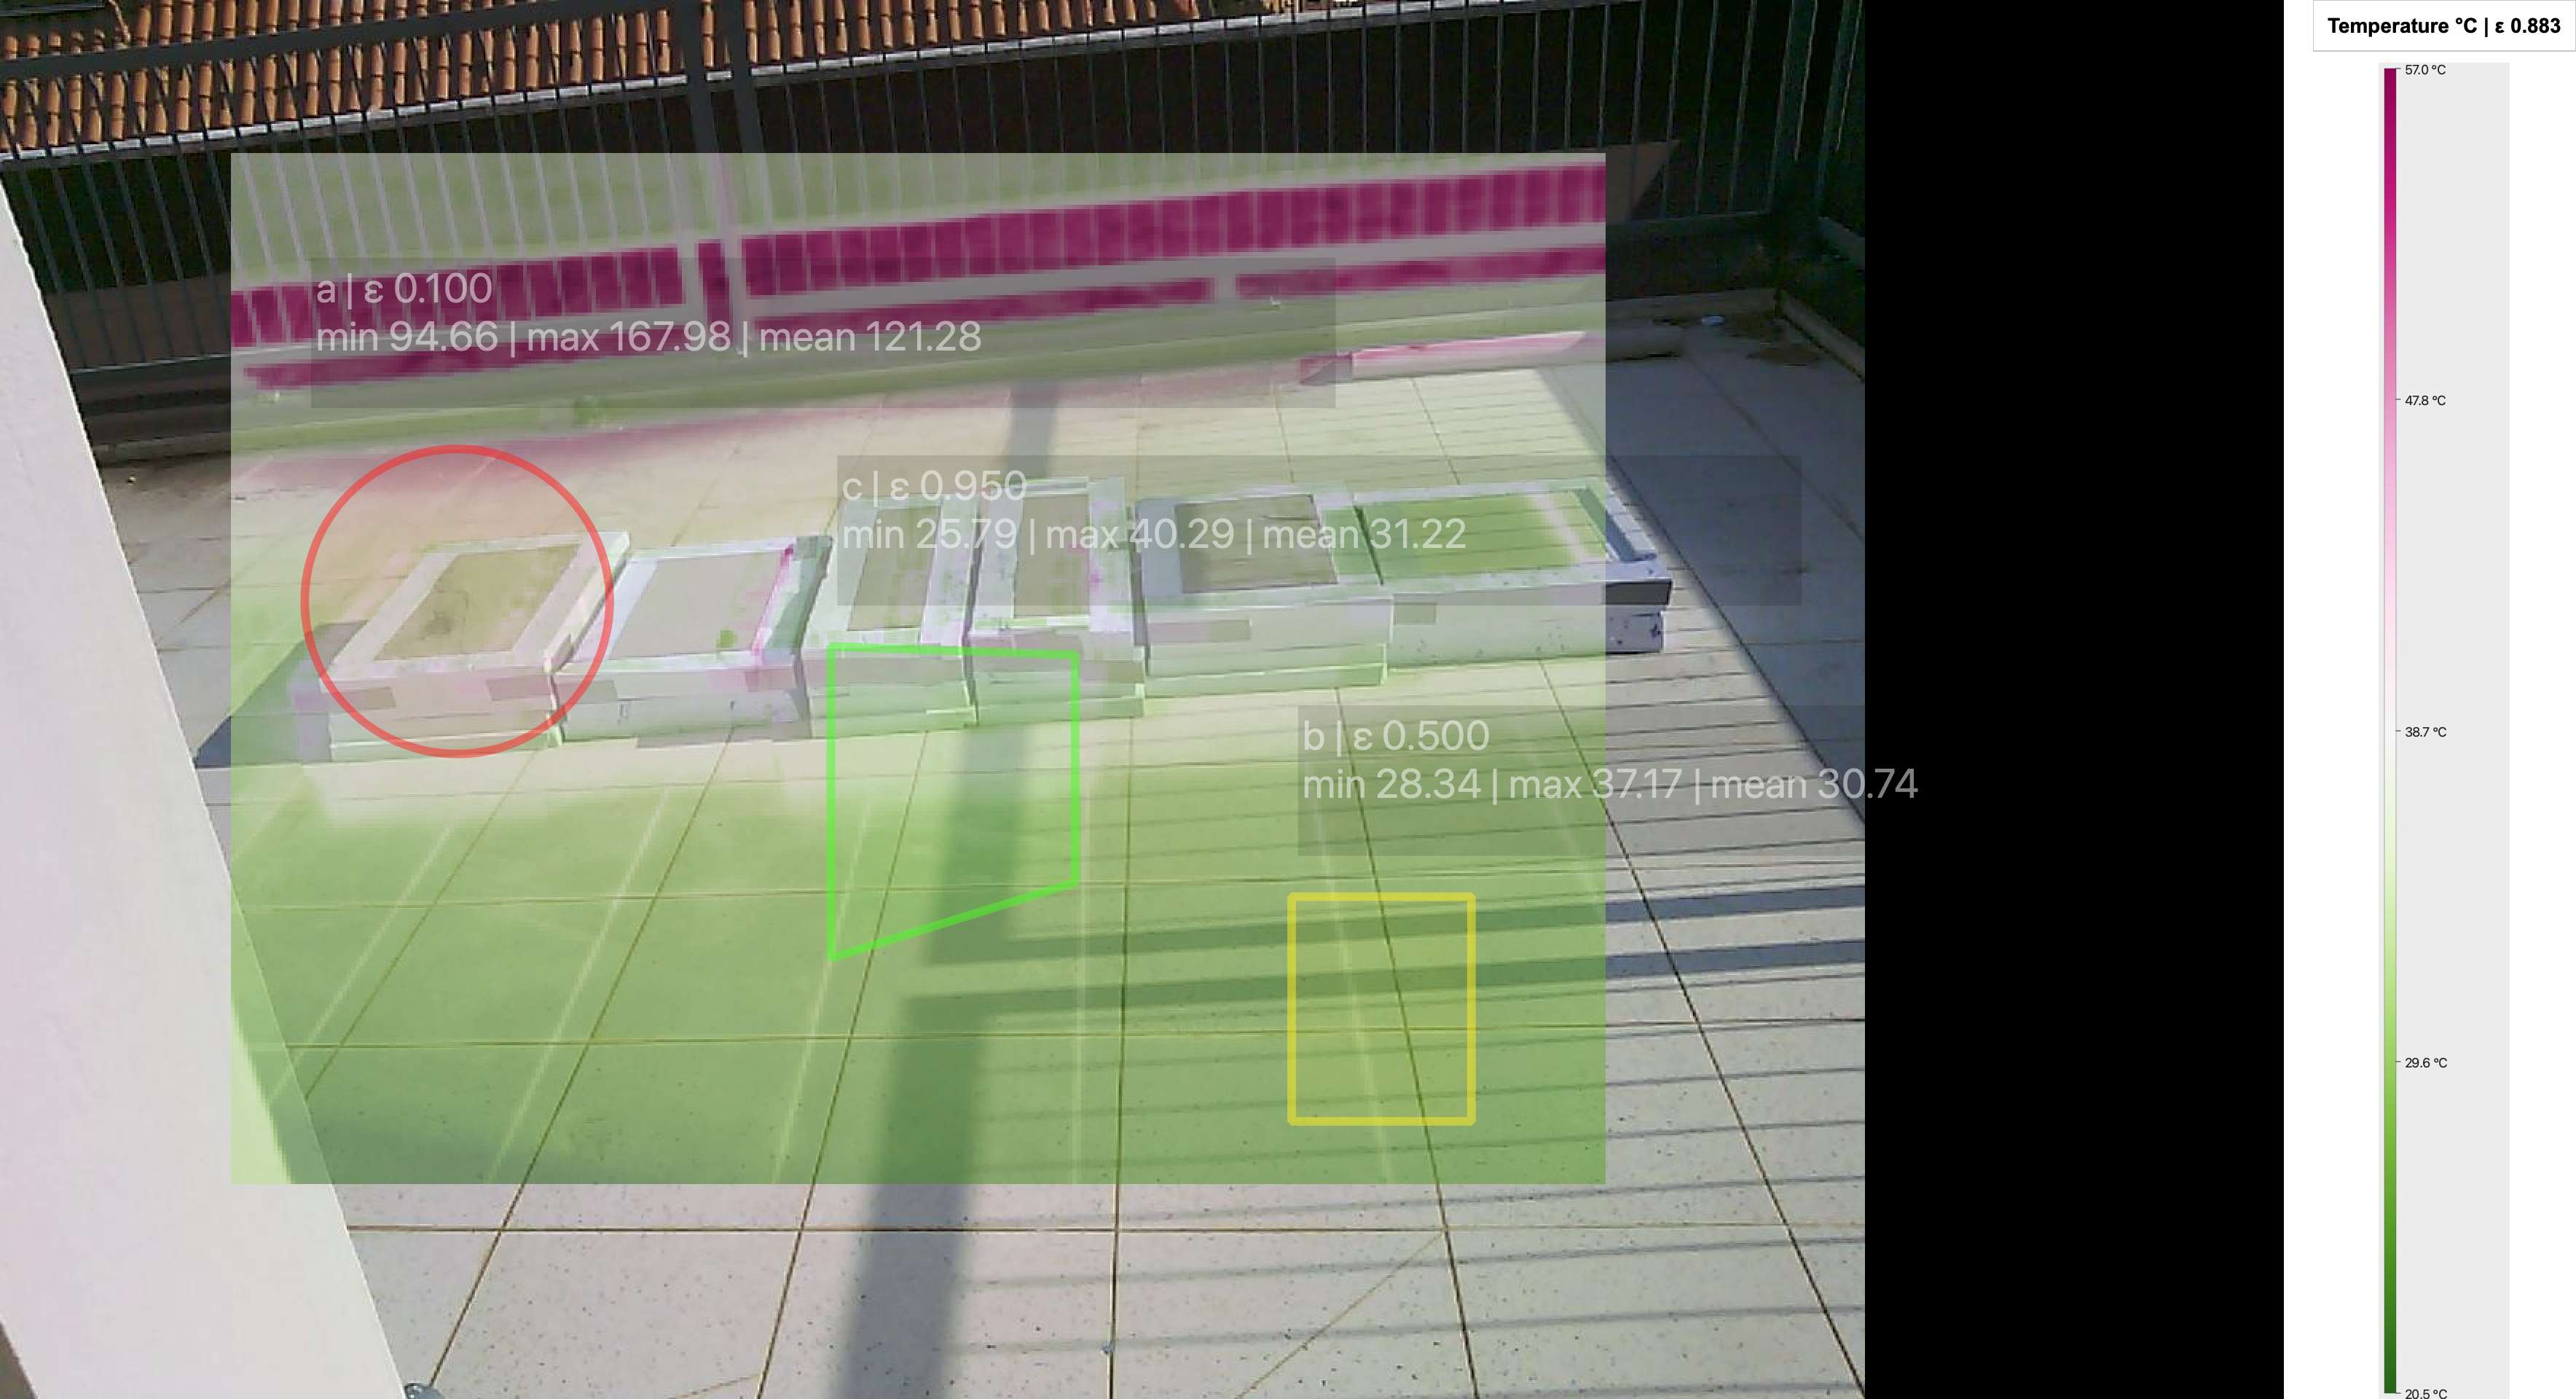 Temperature °C | ε 0.883
57.0 °C
a | ε 0.100
min 94.66 | max 167.98 | mean 121.28
47.8 °C
c | ε 0.950
min 25.79 | max 40.29 | mean 31.22
b | ε 0.500
min 28.34 | max 37.17 | mean 30.74
38.7 °C
29.6 °C
20.5 °C